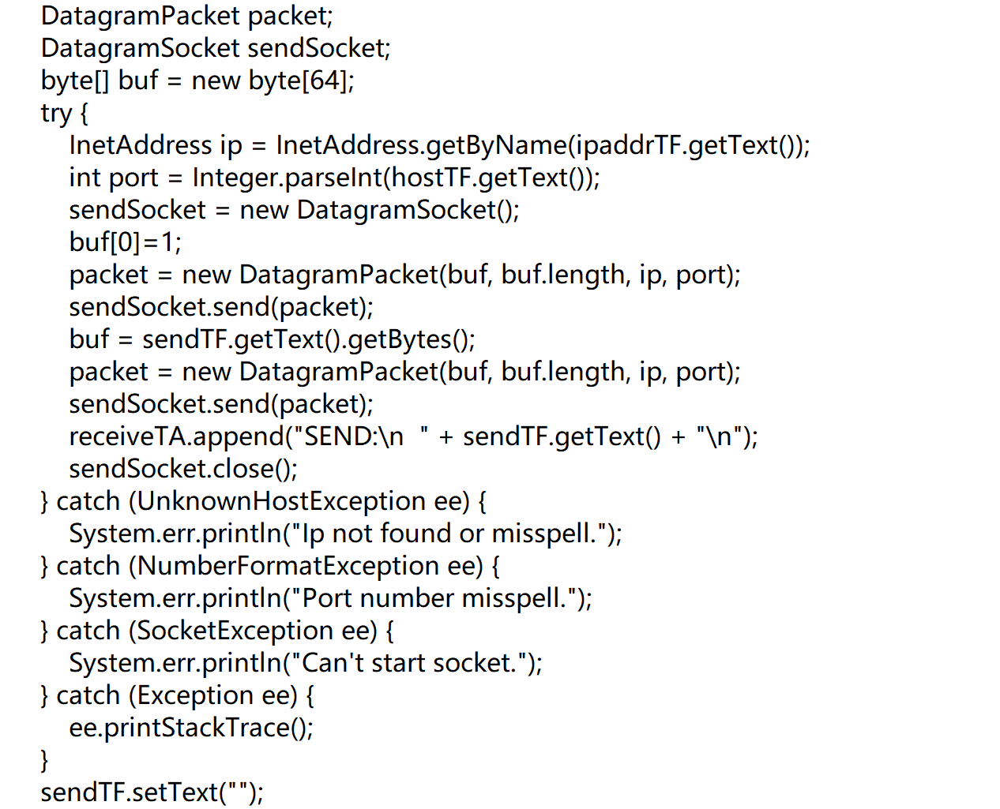 DatagramPacket packet;
DatagramSocket sendSocket;
byte[] buf = new byte[64];
try {
InetAddress ip = InetAddress.getByName(ipaddrTF.getText());
int port = Integer.parseInt(hostTF.getText());
sendSocket = new DatagramSocket();
buf[0]=1;
packet = new DatagramPacket(buf, buf.length, ip, port);
sendSocket.send(packet);
buf = sendTF.getText().getBytes();
packet = new DatagramPacket(buf, buf.length, ip, port);
sendSocket.send(packet);
receiveTA.append("SEND:\n  " + sendTF.getText() + "\n");
sendSocket.close();
} catch (UnknownHostException ee) {
System.err.println("Ip not found or misspell.");
} catch (NumberFormatException ee) {
System.err.println("Port number misspell.");
} catch (SocketException ee) {
System.err.println("Can't start socket.");
} catch (Exception ee) {
ee.printStackTrace();
}
sendTF.setText("");